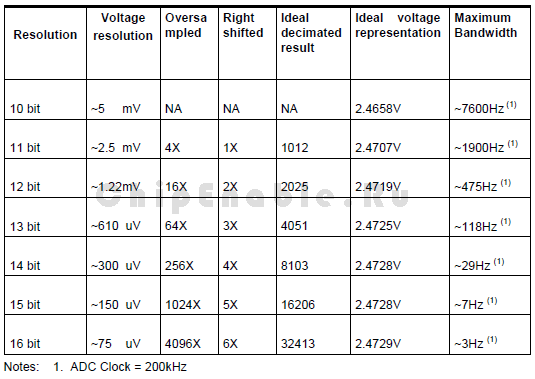 Resolution Voltage resolution Oversa mpled Right shifted Ideal decimated result Ideal voltage representation Maximum Bandwidth
10 bit ~5 mV NA NA NA 2.4658V ~7600Hz (1)
11 bit ~2.5 mV 4X 1X 1012 2.4707V ~1900Hz (1)
12 bit ~1.22mV 16X 2X 2025 2.4719V ~475Hz (1)
ChipEnable.Ru
13 bit ~610 uV 64X 3X 4051 2.4725V ~118Hz (1)
14 bit ~300 uV 256X 4X 8103 2.4728V ~29Hz (1)
15 bit ~150 uV 1024X 5X 16206 2.4728V ~7Hz (1)
16 bit ~75 uV 4096X 6X 32413 2.4729V ~3Hz (1)
Notes: 1. ADC Clock = 200kHz